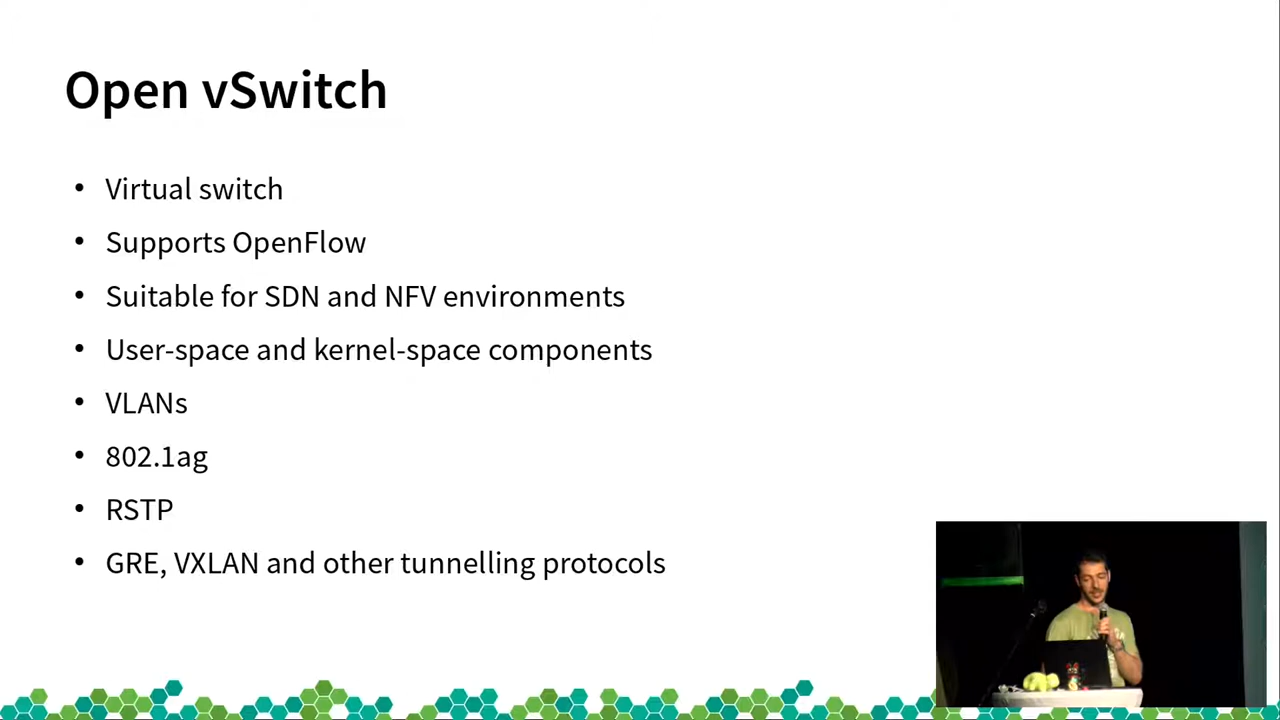 Open vSwitch
• Virtual switch
• Supports OpenFlow
• Suitable for SDN and NFV environments
• User-space and kernel-space components
• VLANs
• 802.1ag
• RSTP
• GRE, VXLAN and other tunnelling protocols